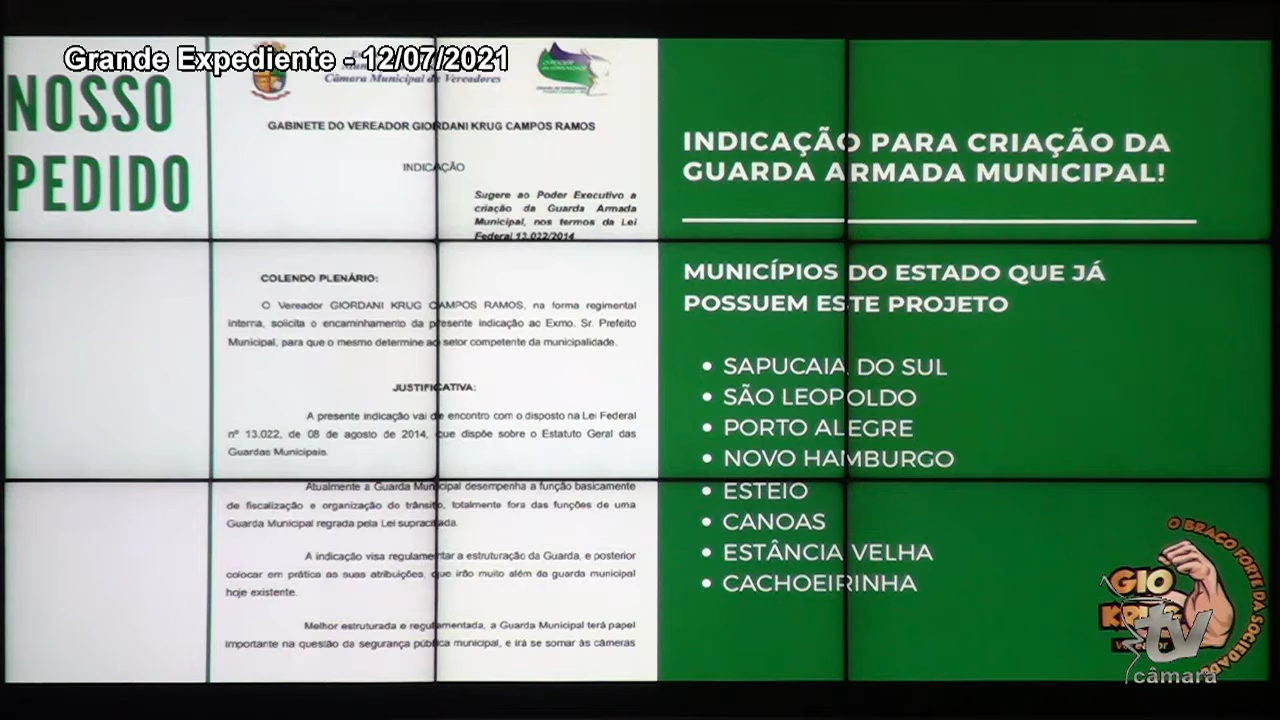 Grande Expediente - 12/07/2021
NOSSO
PEDIDO
Câmara Municipal de Vereadores
GABINETE DO VEREADOR GIORDANI KRUG CAMPOS RAMOS
INDICAÇÃO
Sugere ao Poder Executivo a
criação da Guarda Armada
Municipal, nos termos da Lei
Federal 13.022/2014
COLENDO PLENÁRIO:
O Vereador GIORDANI KRUG CAMPOS RAMOS, na forma regimental
interna, solicita o encaminhamento da presente indicação ao Exmo. Sr. Prefeito
Municipal, para que o mesmo determine ao setor competente da municipalidade.
JUSTIFICATIVA:
A presente indicação vai de encontro com o disposto na Lei Federal
nº 13.022, de 08 de agosto de 2014, que dispõe sobre o Estatuto Geral das
Guardas Municipais.
Atualmente a Guarda Municipal desempenha a função basicamente
de fiscalização e organização do trânsito, totalmente fora das funções de uma
Guarda Municipal regrada pela Lei supracitada.
A indicação visa regulamentar a estruturação da Guarda, e posterior
colocar em prática as suas atribuições, que irão muito além da guarda municipal
hoje existente.
Melhor estruturada e regulamentada, a Guarda Municipal terá papel
importante na questão da segurança pública municipal, e irá se somar às câmeras
INDICAÇÃO PARA CRIAÇÃO DA
GUARDA ARMADA MUNICIPAL!
MUNICÍPIOS DO ESTADO QUE JÁ
POSSUEM ESTE PROJETO
• SAPUCAIA DO SUL
• SÃO LEOPOLDO
• PORTO ALEGRE
• NOVO HAMBURGO
• ESTEIO
• CANOAS
• ESTÂNCIA VELHA
• CACHOEIRINHA
O BRAÇO FORTE DA SOCIEDADE
GIO
tv
câmara